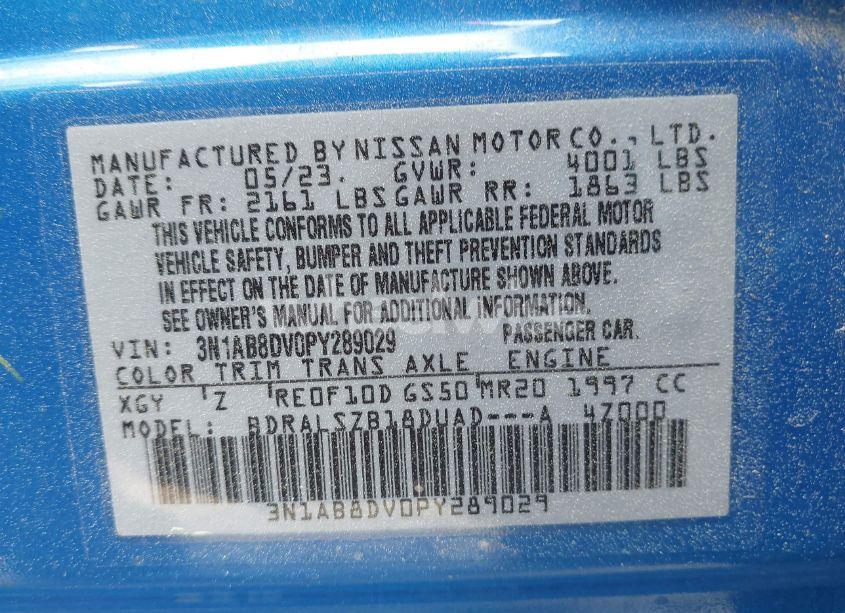 MANUFACTURED BY NISSAN MOTOR CO., LTD.
DATE: 05/23. GVWR: 4001 LBS
GAWR FR: 2161 LBS GAWR RR: 1863 LBS
THIS VEHICLE CONFORMS TO ALL APPLICABLE FEDERAL MOTOR
VEHICLE SAFETY, BUMPER AND THEFT PREVENTION STANDARDS
IN EFFECT ON THE DATE OF MANUFACTURE SHOWN ABOVE.
SEE OWNER'S MANUAL FOR ADDITIONAL INFORMATION.
VIN: 3N1AB8DV0PY289029 PASSENGER CAR.
COLOR TRIM TRANS AXLE ENGINE
XGY Z RE0F10D GS50 MR20 1997 CC
MODEL: BDRALSZB18DUAD---A 4Z000
3N1AB8DV0PY289029